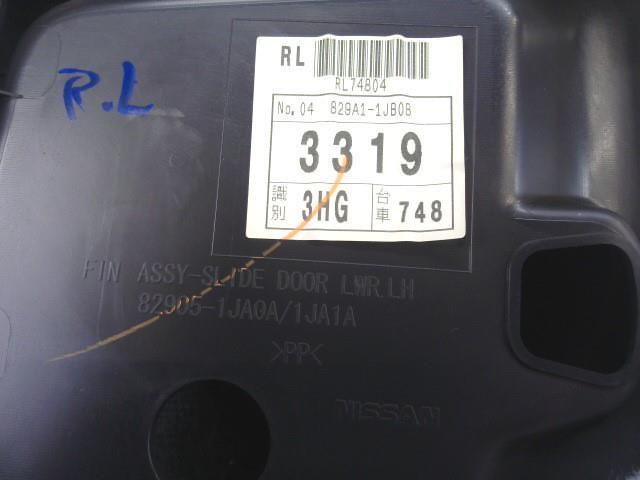 R.L
RL
RL74804
No.04 829A1-1JB0B
3319
識別 3HG 台車 748
FIN ASSY-SLIDE DOOR LWR.LH
82905-1JA0A/1JA1A
>PP<
NISSAN